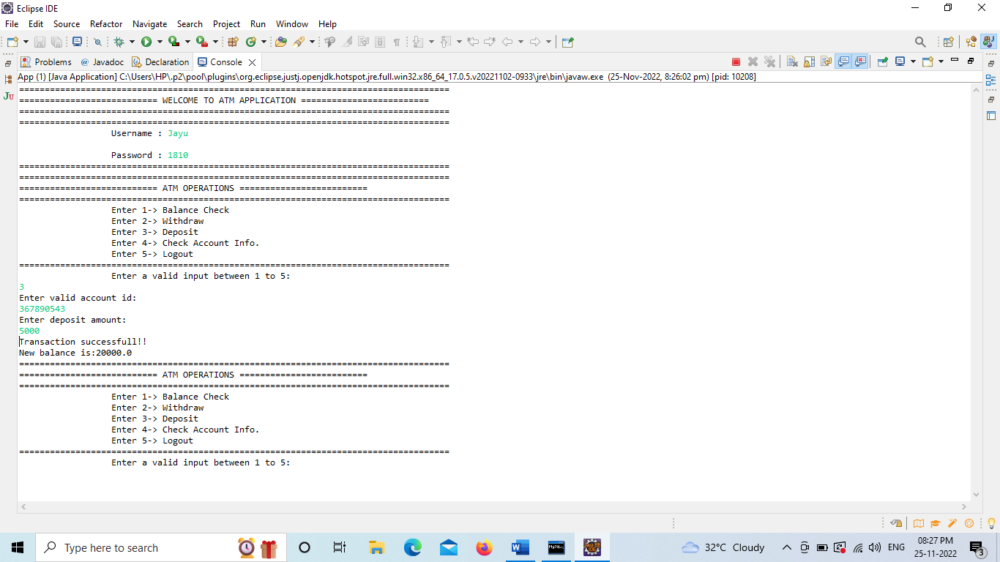 Eclipse IDE
File Edit Source Refactor Navigate Search Project Run Window Help
Problems @ Javadoc Declaration Console
App (1) [Java Application] C:\Users\HP\.p2\pool\plugins\org.eclipse.justj.openjdk.hotspot.jre.full.win32.x86_64_17.0.5.v20221102-0933\jre\bin\javaw.exe (25-Nov-2022, 8:26:02 pm) [pid: 10208]
====================================================================================
=========================== WELCOME TO ATM APPLICATION =========================
====================================================================================
====================================================================================
Username : Jayu
Password : 1810
====================================================================================
====================================================================================
=========================== ATM OPERATIONS =========================
====================================================================================
Enter 1-> Balance Check
Enter 2-> Withdraw
Enter 3-> Deposit
Enter 4-> Check Account Info.
Enter 5-> Logout
====================================================================================
Enter a valid input between 1 to 5:
3
Enter valid account id:
367890543
Enter deposit amount:
5000
Transaction successfull!!
New balance is:20000.0
====================================================================================
=========================== ATM OPERATIONS =========================
====================================================================================
Enter 1-> Balance Check
Enter 2-> Withdraw
Enter 3-> Deposit
Enter 4-> Check Account Info.
Enter 5-> Logout
====================================================================================
Enter a valid input between 1 to 5:
Type here to search
32°C Cloudy
ENG
08:27 PM
25-11-2022
3